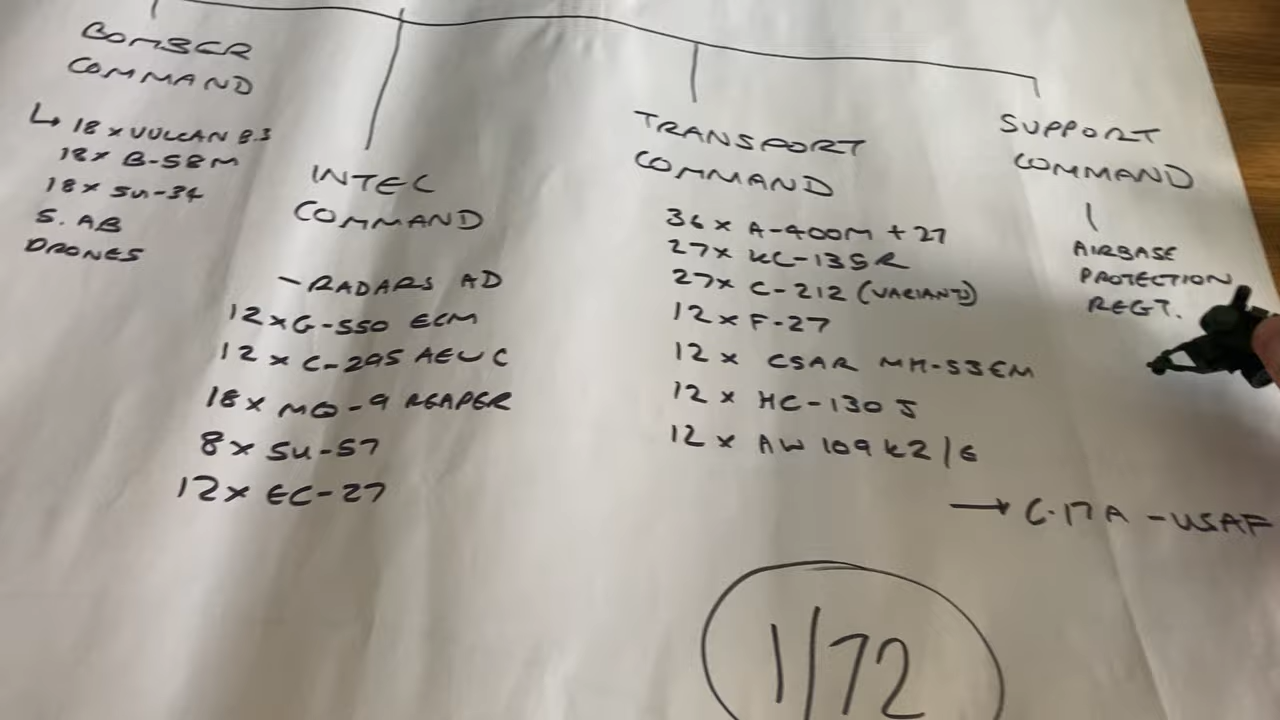 BOMBER
COMMAND
↳ 18 x VULCAN B.3
18 x B-58M
18 x SU-34
S. AB
DRONES
INTEC
COMMAND
- RADARS AD
12 x G-550 ECM
12 x C-295 AEWC
18 x MQ-9 REAPER
8 x SU-57
12 x EC-27
TRANSPORT
COMMAND
36 x A-400M + 27
27 x KC-135R
27 x C-212 (VARIANTS)
12 x F-27
12 x CSAR MH-53EM
12 x HC-130J
12 x AW 109 K2/E
→ C-17A - USAF
SUPPORT
COMMAND
AIRBASE
PROTECTION
REGT.
1/72